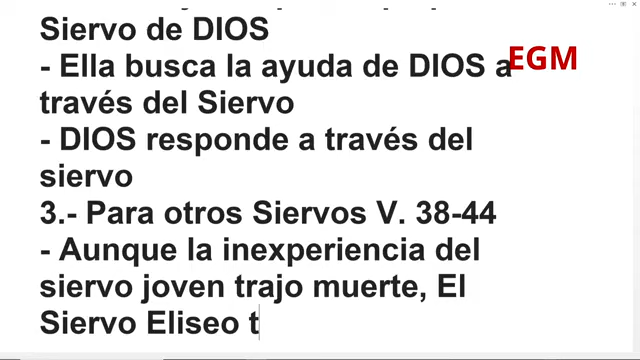 Siervo de DIOS
- Ella busca la ayuda de DIOS a
EGM
través del Siervo
- DIOS responde a través del
siervo
3.- Para otros Siervos V. 38-44
- Aunque la inexperiencia del
siervo joven trajo muerte, El
Siervo Eliseo t